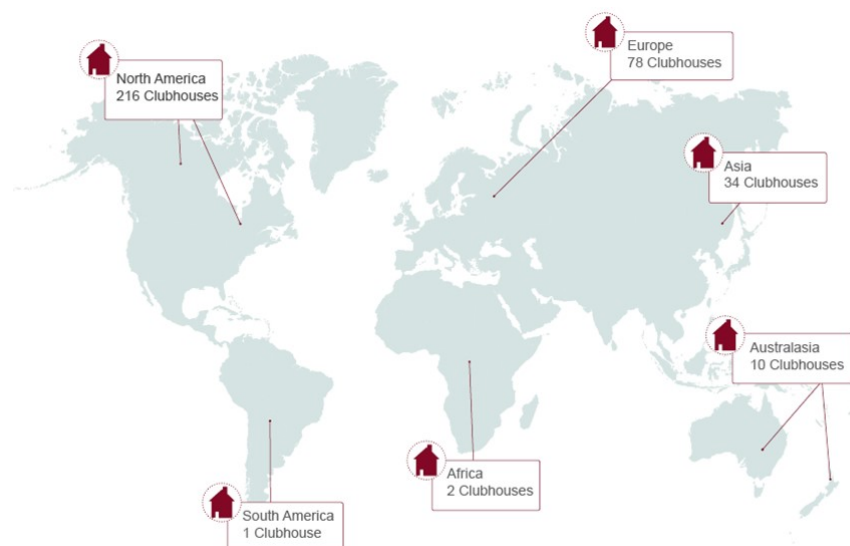 Europe
78 Clubhouses
North America
216 Clubhouses
Asia
34 Clubhouses
Australasia
10 Clubhouses
Africa
2 Clubhouses
South America
1 Clubhouse